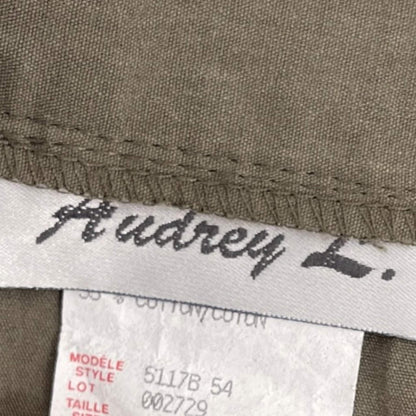 Audrey L.
% COTTON/COTON
MODÈLE
STYLE 5117B 54
LOT 002729
TAILLE